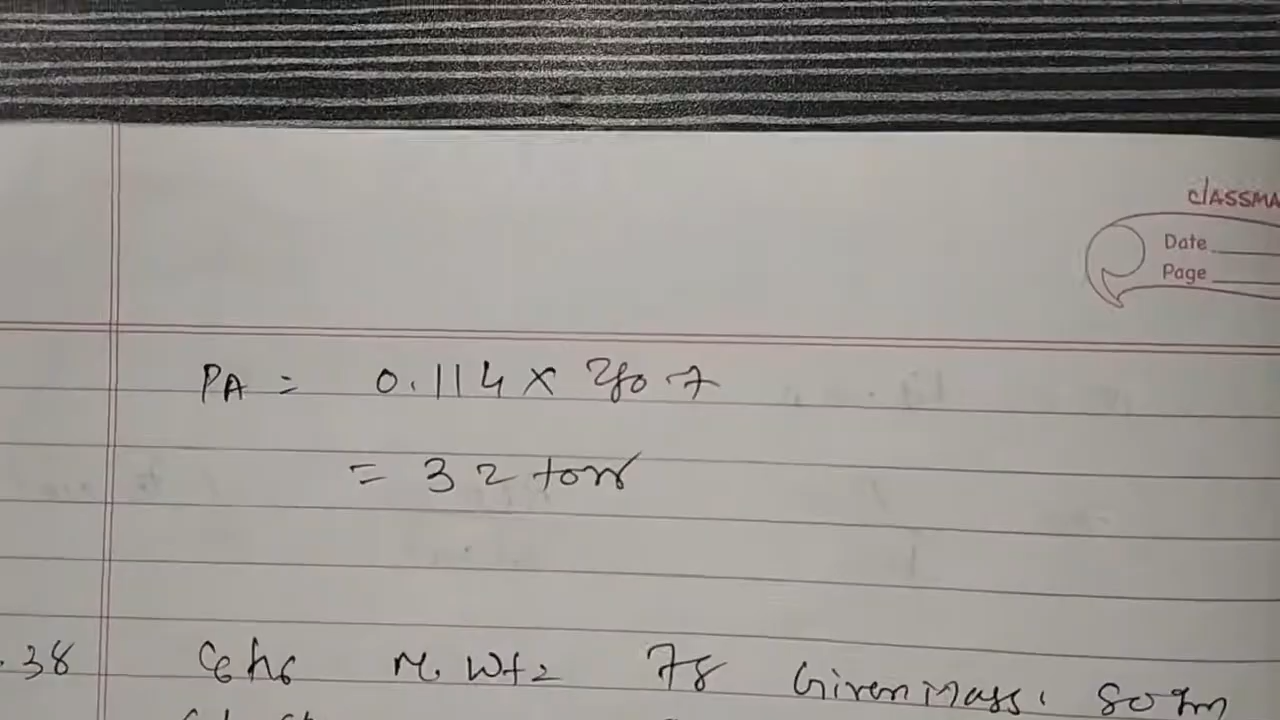 CLASSMA
Date
Page
PA = 0.114 × 280.7
= 32 torr
.38 C6h6 M. Wt = 78 Given Mass. 80 gm